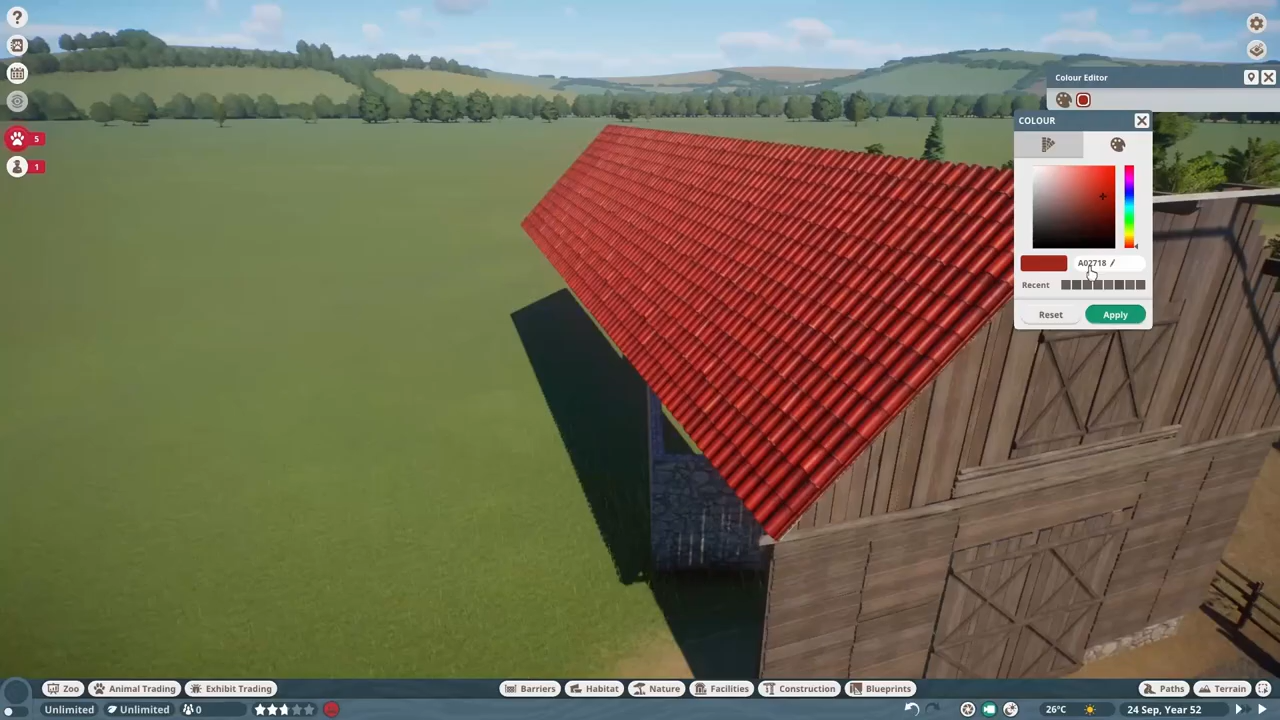 ?
5
1
Colour Editor
COLOUR
A02718
Recent
Reset
Apply
Zoo
Animal Trading
Exhibit Trading
Barriers
Habitat
Nature
Facilities
Construction
Blueprints
Paths
Terrain
Unlimited
Unlimited
0
26°C
24 Sep, Year 52